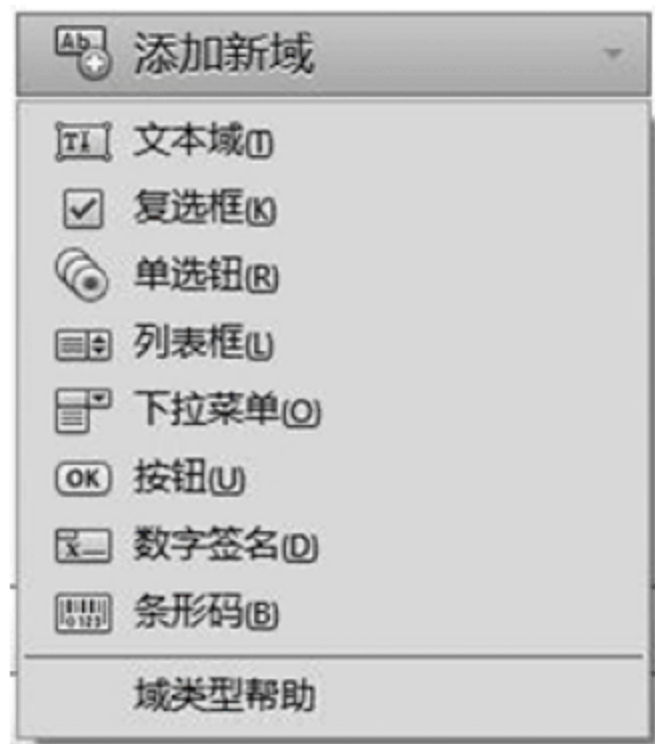 添加新域
文本域(T)
复选框(K)
单选钮(R)
列表框(L)
下拉菜单(O)
按钮(U)
数字签名(D)
条形码(B)
域类型帮助